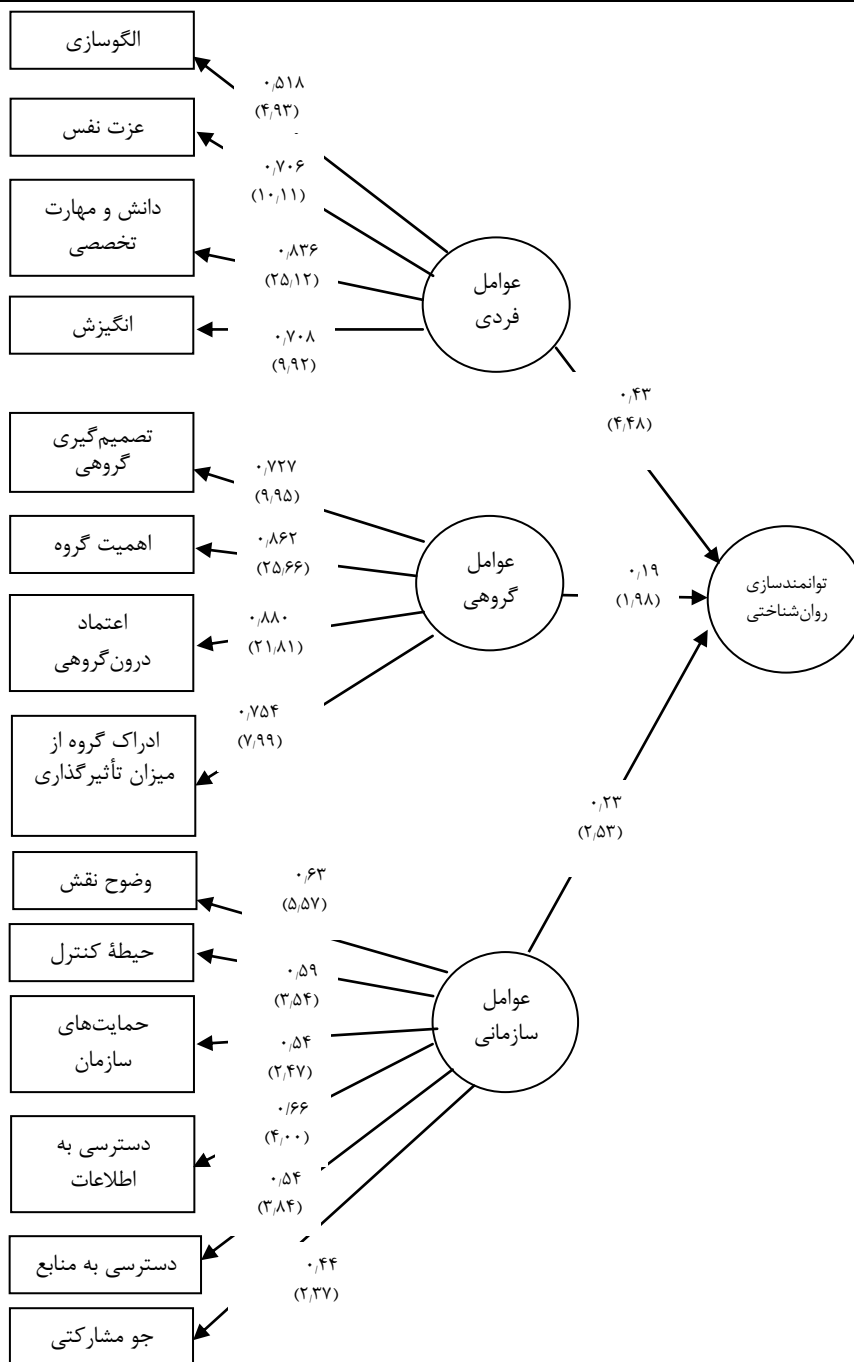 الگوسازی
۰٫۵۱۸
(۴٫۹۳)
عزت نفس
۰٫۷۰۶
(۱۰٫۱۱)
دانش و مهارت
تخصصی
۰٫۸۳۶
(۲۵٫۱۲)
انگیزش
۰٫۷۰۸
(۹٫۹۲)
عوامل
فردی
۰٫۴۳
(۴٫۴۸)
تصمیم‌گیری
گروهی
۰٫۷۲۷
(۹٫۹۵)
اهمیت گروه
۰٫۸۶۲
(۲۵٫۶۶)
اعتماد
درون‌گروهی
۰٫۸۸۰
(۲۱٫۸۱)
ادراک گروه از
میزان تأثیرگذاری
۰٫۷۵۴
(۷٫۹۹)
عوامل
گروهی
۰٫۱۹
(۱٫۹۸)
توانمندسازی
روان‌شناختی
وضوح نقش
۰٫۶۳
(۵٫۵۷)
حیطهٔ کنترل
۰٫۵۹
(۳٫۵۴)
حمایت‌های
سازمان
۰٫۵۴
(۲٫۴۷)
دسترسی به
اطلاعات
۰٫۶۶
(۴٫۰۰)
دسترسی به منابع
۰٫۵۴
(۳٫۸۴)
جو مشارکتی
۰٫۴۴
(۲٫۳۷)
عوامل
سازمانی
۰٫۲۳
(۲٫۵۳)